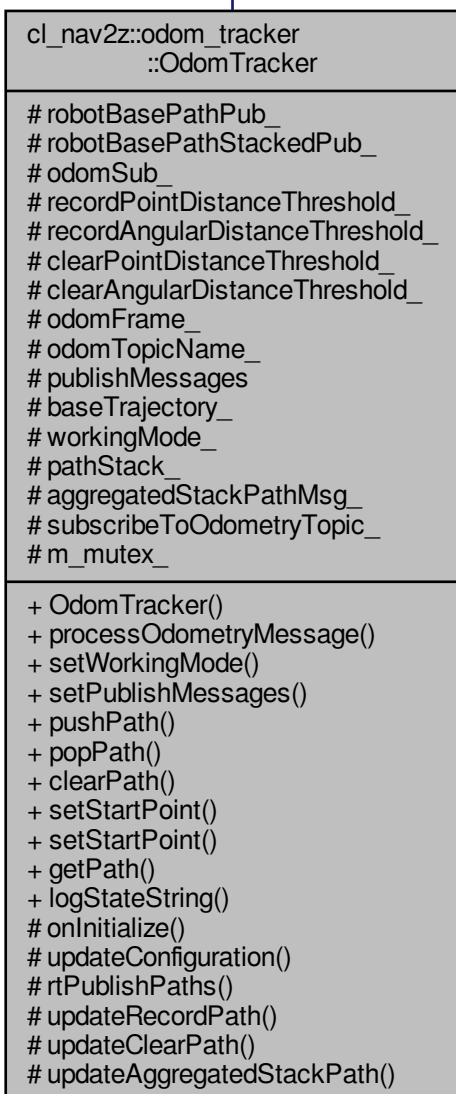 cl_nav2z::odom_tracker
::OdomTracker
# robotBasePathPub_
# robotBasePathStackedPub_
# odomSub_
# recordPointDistanceThreshold_
# recordAngularDistanceThreshold_
# clearPointDistanceThreshold_
# clearAngularDistanceThreshold_
# odomFrame_
# odomTopicName_
# publishMessages
# baseTrajectory_
# workingMode_
# pathStack_
# aggregatedStackPathMsg_
# subscribeToOdometryTopic_
# m_mutex_
+ OdomTracker()
+ processOdometryMessage()
+ setWorkingMode()
+ setPublishMessages()
+ pushPath()
+ popPath()
+ clearPath()
+ setStartPoint()
+ setStartPoint()
+ getPath()
+ logStateString()
# onInitialize()
# updateConfiguration()
# rtPublishPaths()
# updateRecordPath()
# updateClearPath()
# updateAggregatedStackPath()